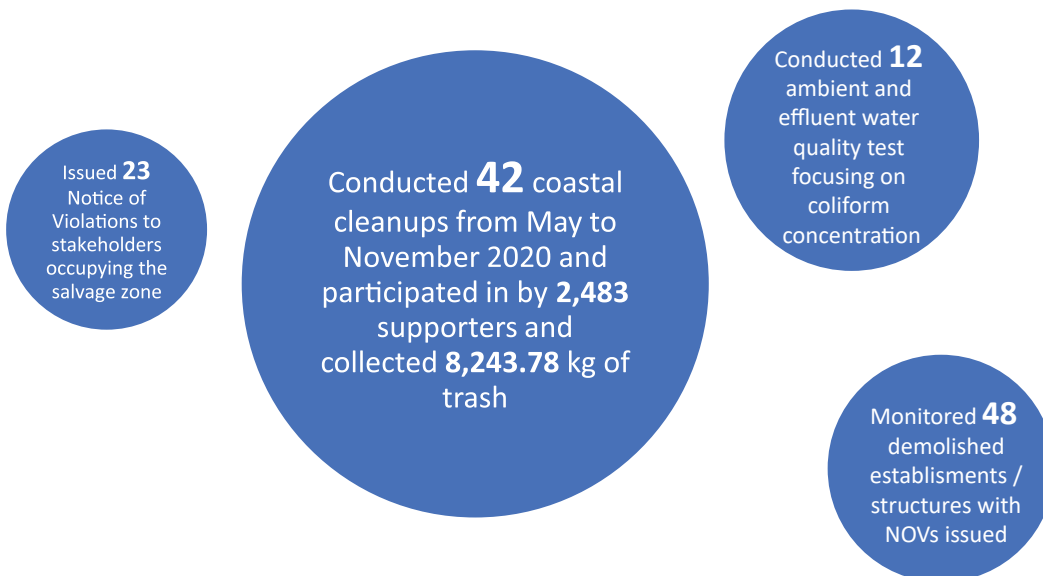 Issued 23
Notice of
Violations to
stakeholders
occupying the
salvage zone
Conducted 42 coastal
cleanups from May to
November 2020 and
participated in by 2,483
supporters and
collected 8,243.78 kg of
trash
Conducted 12
ambient and
effluent water
quality test
focusing on
coliform
concentration
Monitored 48
demolished
establisments /
structures with
NOVs issued